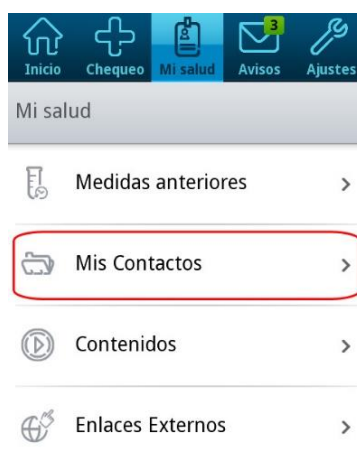 3
Inicio Chequeo Mi salud Avisos Ajustes
Mi salud
Medidas anteriores
Mis Contactos
Contenidos
Enlaces Externos